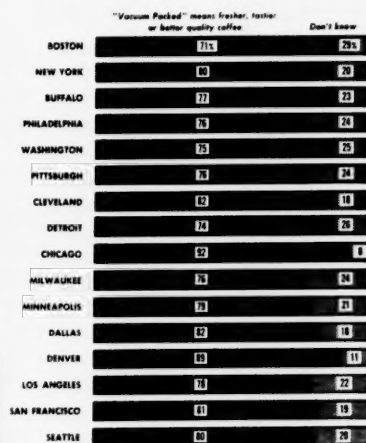 "Vacuum Packed" means fresher, tastier
or better quality coffee Don't know
BOSTON 71% 29%
NEW YORK 80 20
BUFFALO 77 23
PHILADELPHIA 76 24
WASHINGTON 75 25
PITTSBURGH 76 24
CLEVELAND 82 18
DETROIT 74 26
CHICAGO 92 8
MILWAUKEE 76 24
MINNEAPOLIS 79 21
DALLAS 82 18
DENVER 89 11
LOS ANGELES 78 22
SAN FRANCISCO 81 19
SEATTLE 80 20